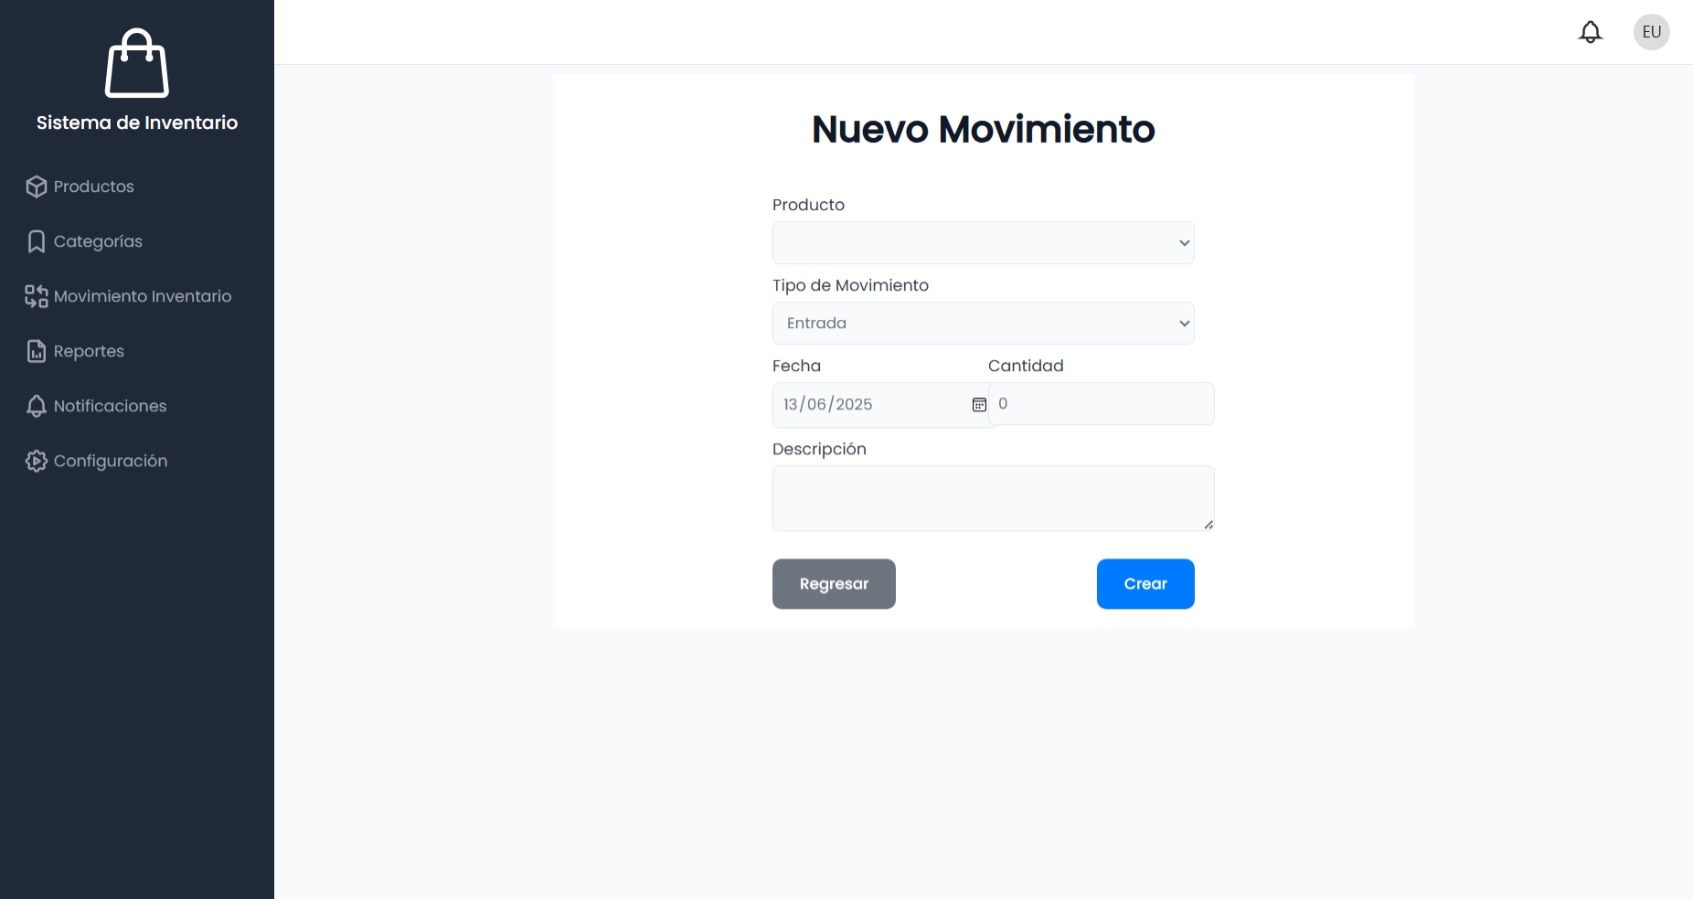 EU
Sistema de Inventario
Productos
Categorías
Movimiento Inventario
Reportes
Notificaciones
Configuración
Nuevo Movimiento
Producto
Tipo de Movimiento
Entrada
Fecha Cantidad
13/06/2025 0
Descripción
Regresar Crear